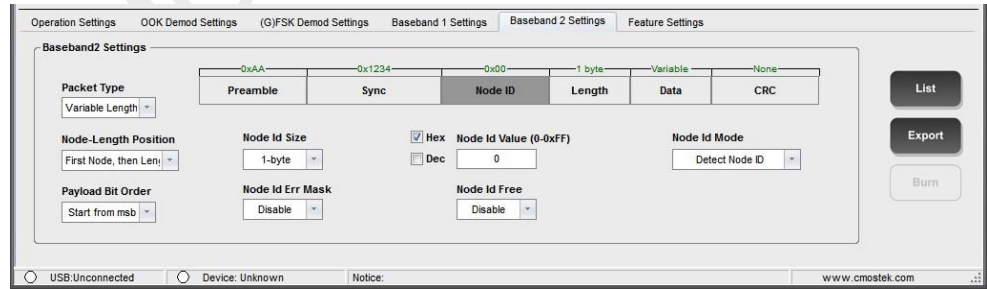 Operation Settings OOK Demod Settings (G)FSK Demod Settings Baseband 1 Settings Baseband 2 Settings Feature Settings
Baseband2 Settings
0xAA 0x1234 0x00 1 byte Variable None
Packet Type Preamble Sync Node ID Length Data CRC List
Variable Length
Node-Length Position Node Id Size Hex Node Id Value (0-0xFF) Node Id Mode Export
First Node, then Len 1-byte Dec 0 Detect Node ID
Burn
Payload Bit Order Node Id Err Mask Node Id Free
Start from msb Disable Disable
USB:Unconnected Device: Unknown Notice: www.cmostek.com